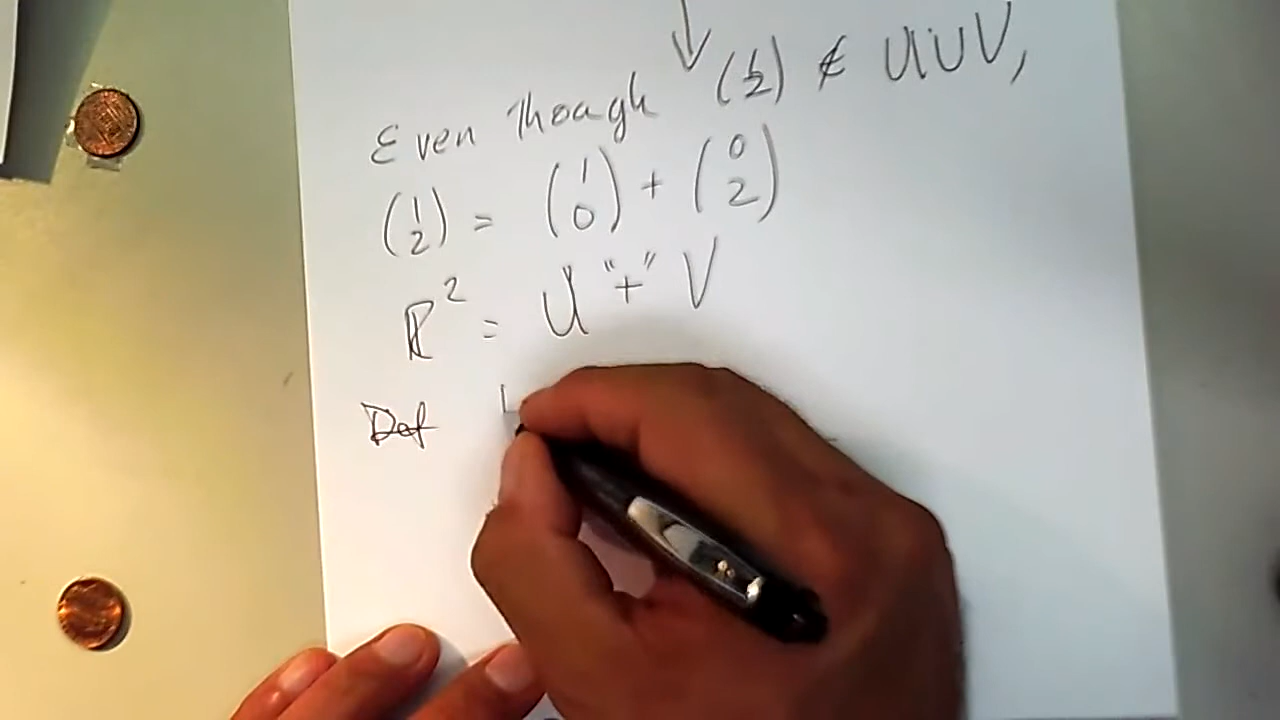 Even though (1 2) ∉ U∪V,
(1 2) = (1 0) + (0 2)
ℝ² = U "+" V
Def L